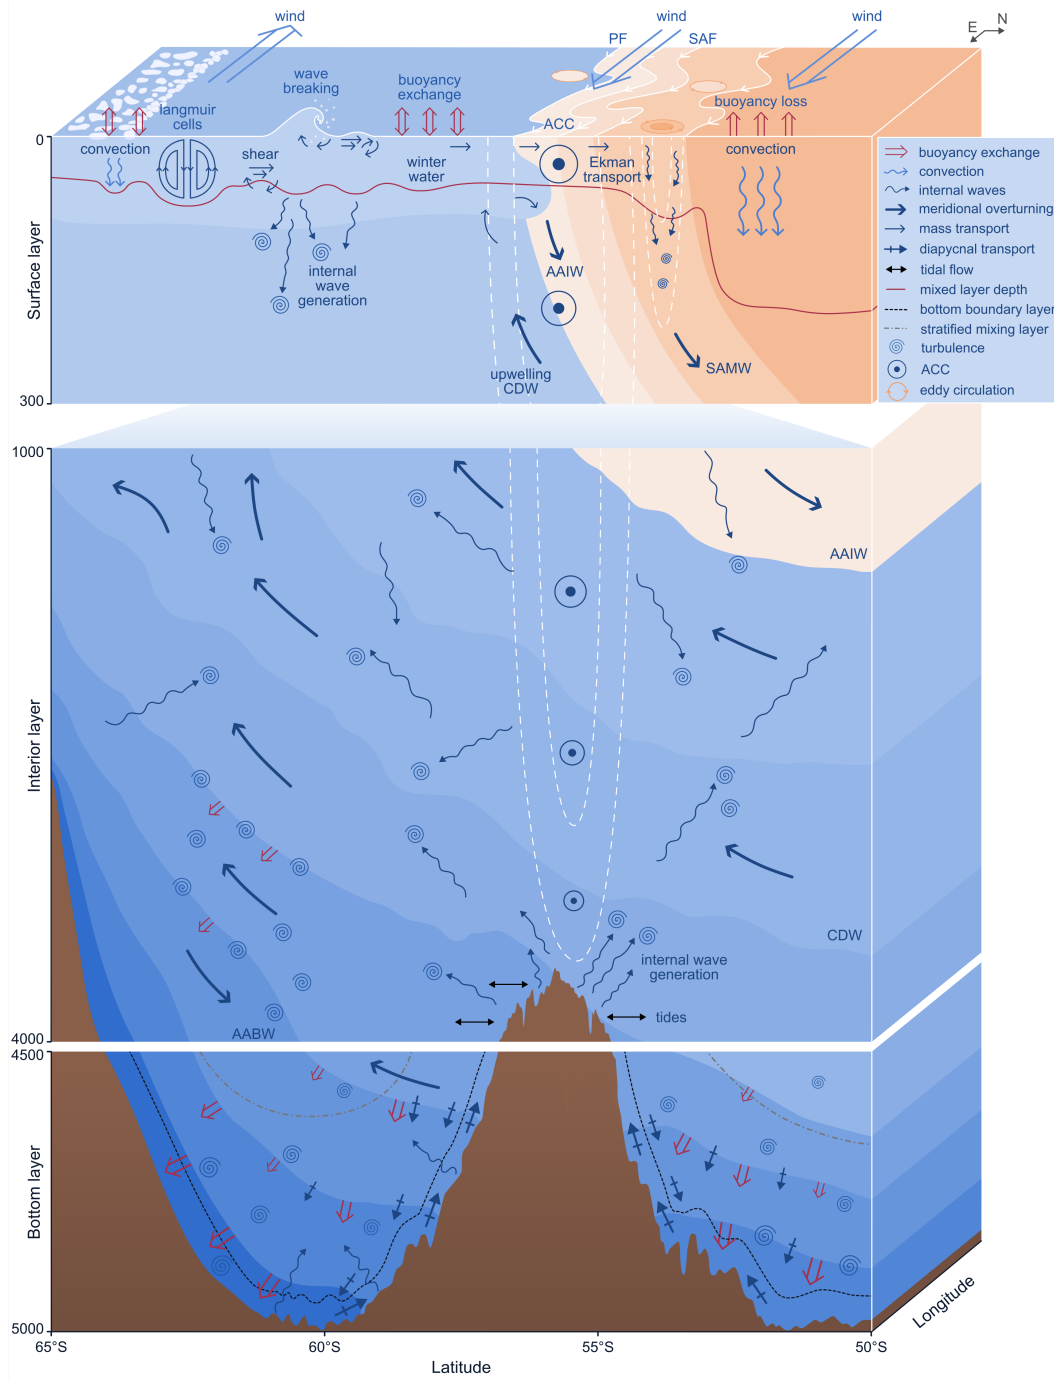 wind
wind
wind
E
N
PF
SAF
wave
breaking
buoyancy
exchange
buoyancy loss
langmuir
cells
ACC
0
convection
shear
winter
water
Ekman
transport
convection
buoyancy exchange
convection
internal waves
meridional overturning
mass transport
diapycnal transport
tidal flow
mixed layer depth
bottom boundary layer
stratified mixing layer
turbulence
ACC
eddy circulation
Surface layer
internal
wave
generation
AAIW
upwelling
CDW
SAMW
300
1000
AAIW
Interior layer
CDW
internal wave
generation
tides
AABW
4000
4500
Bottom layer
5000
65°S
60°S
55°S
50°S
Latitude
Longitude